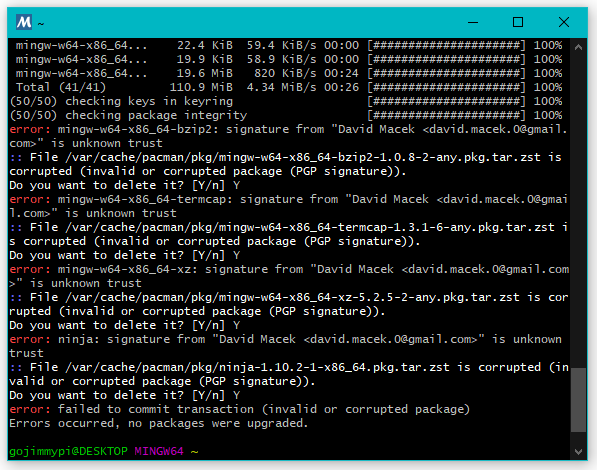 M ~
mingw-w64-x86_64... 22.4 KiB 59.4 KiB/s 00:00 [######################] 100%
mingw-w64-x86_64... 19.9 KiB 58.9 KiB/s 00:00 [######################] 100%
mingw-w64-x86_64... 19.6 MiB 820 KiB/s 00:24 [######################] 100%
Total (41/41) 110.9 MiB 4.34 MiB/s 00:26 [######################] 100%
(50/50) checking keys in keyring [######################] 100%
(50/50) checking package integrity [######################] 100%
error: mingw-w64-x86_64-bzip2: signature from "David Macek <david.macek.0@gmail.
com>" is unknown trust
:: File /var/cache/pacman/pkg/mingw-w64-x86_64-bzip2-1.0.8-2-any.pkg.tar.zst is
corrupted (invalid or corrupted package (PGP signature)).
Do you want to delete it? [Y/n] Y
error: mingw-w64-x86_64-termcap: signature from "David Macek <david.macek.0@gmai
l.com>" is unknown trust
:: File /var/cache/pacman/pkg/mingw-w64-x86_64-termcap-1.3.1-6-any.pkg.tar.zst i
s corrupted (invalid or corrupted package (PGP signature)).
Do you want to delete it? [Y/n] Y
error: mingw-w64-x86_64-xz: signature from "David Macek <david.macek.0@gmail.com
>" is unknown trust
:: File /var/cache/pacman/pkg/mingw-w64-x86_64-xz-5.2.5-2-any.pkg.tar.zst is cor
rupted (invalid or corrupted package (PGP signature)).
Do you want to delete it? [Y/n] Y
error: ninja: signature from "David Macek <david.macek.0@gmail.com>" is unknown
trust
:: File /var/cache/pacman/pkg/ninja-1.10.2-1-x86_64.pkg.tar.zst is corrupted (in
valid or corrupted package (PGP signature)).
Do you want to delete it? [Y/n] Y
error: failed to commit transaction (invalid or corrupted package)
Errors occurred, no packages were upgraded.
gojimmypi@DESKTOP MINGW64 ~